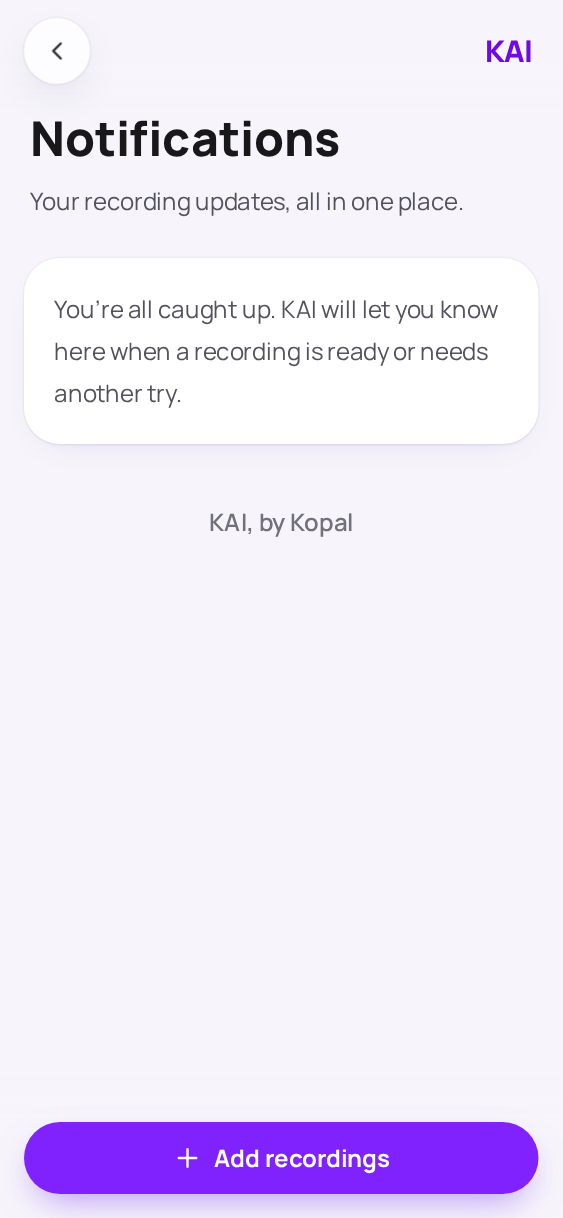 KAI
Notifications
Your recording updates, all in one place.
You’re all caught up. KAI will let you know
here when a recording is ready or needs
another try.
KAI, by Kopal
Add recordings